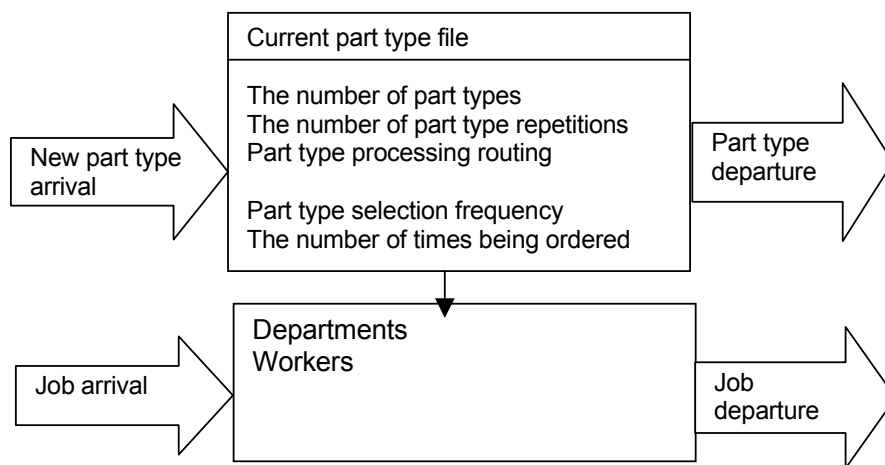 Current part type file
The number of part types
The number of part type repetitions
Part type processing routing
Part type selection frequency
The number of times being ordered
New part type
arrival
Part type
departure
Departments
Workers
Job arrival
Job
departure